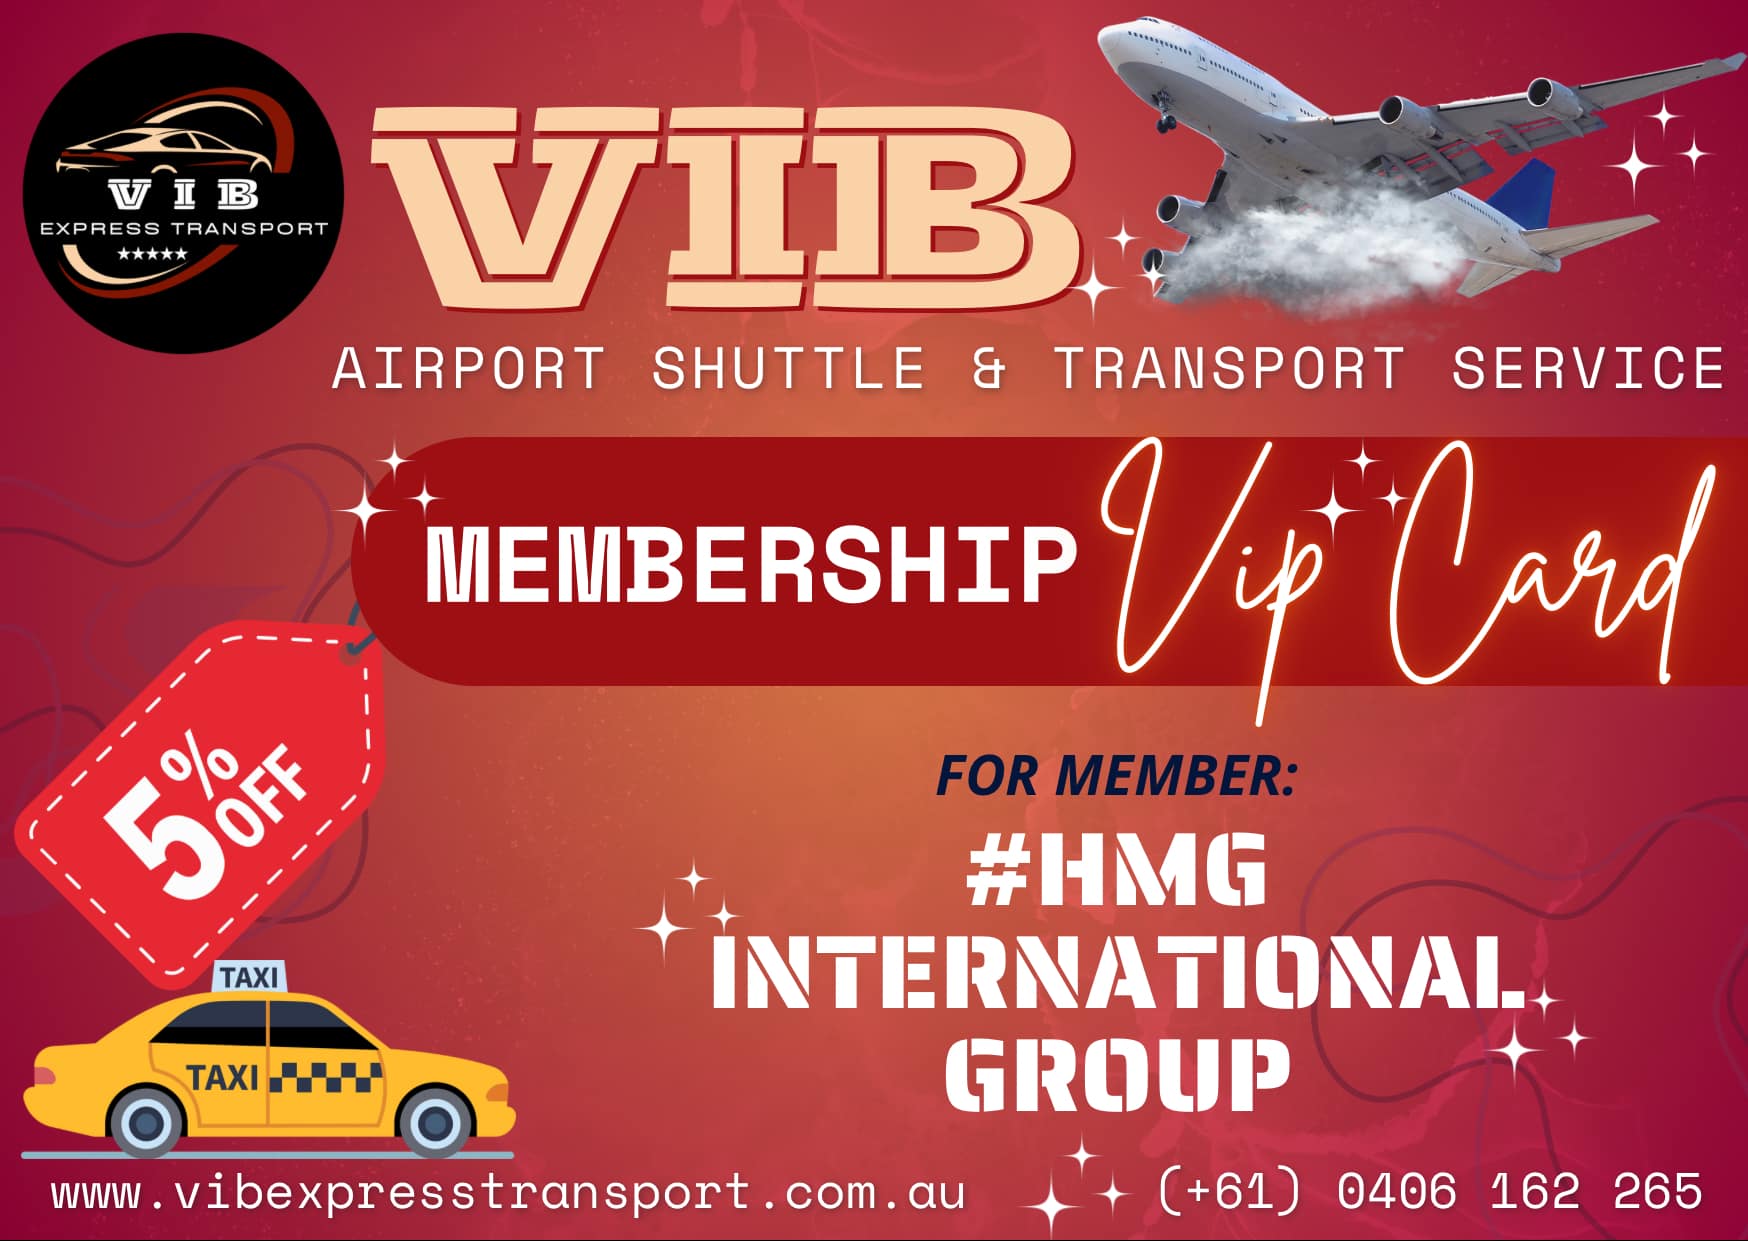 VIB
EXPRESS TRANSPORT
VIB
AIRPORT SHUTTLE & TRANSPORT SERVICE
MEMBERSHIP Vip Card
5% OFF
FOR MEMBER:
#HMG
INTERNATIONAL
GROUP
TAXI
TAXI
www.vibexpresstransport.com.au (+61) 0406 162 265